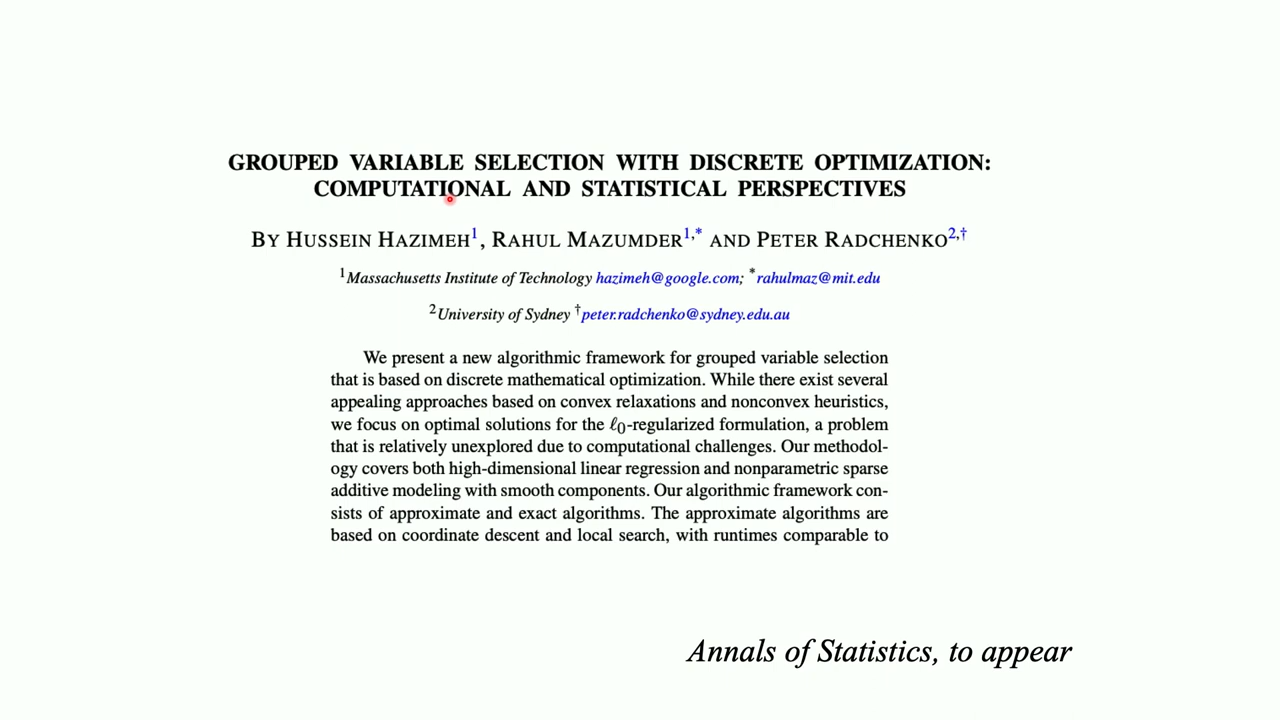 GROUPED VARIABLE SELECTION WITH DISCRETE OPTIMIZATION:
COMPUTATIONAL AND STATISTICAL PERSPECTIVES
BY HUSSEIN HAZIMEH1, RAHUL MAZUMDER1,* AND PETER RADCHENKO2,†
1Massachusetts Institute of Technology hazimeh@google.com; *rahulmaz@mit.edu
2University of Sydney †peter.radchenko@sydney.edu.au
We present a new algorithmic framework for grouped variable selection
that is based on discrete mathematical optimization. While there exist several
appealing approaches based on convex relaxations and nonconvex heuristics,
we focus on optimal solutions for the ℓ0-regularized formulation, a problem
that is relatively unexplored due to computational challenges. Our methodol-
ogy covers both high-dimensional linear regression and nonparametric sparse
additive modeling with smooth components. Our algorithmic framework con-
sists of approximate and exact algorithms. The approximate algorithms are
based on coordinate descent and local search, with runtimes comparable to
Annals of Statistics, to appear